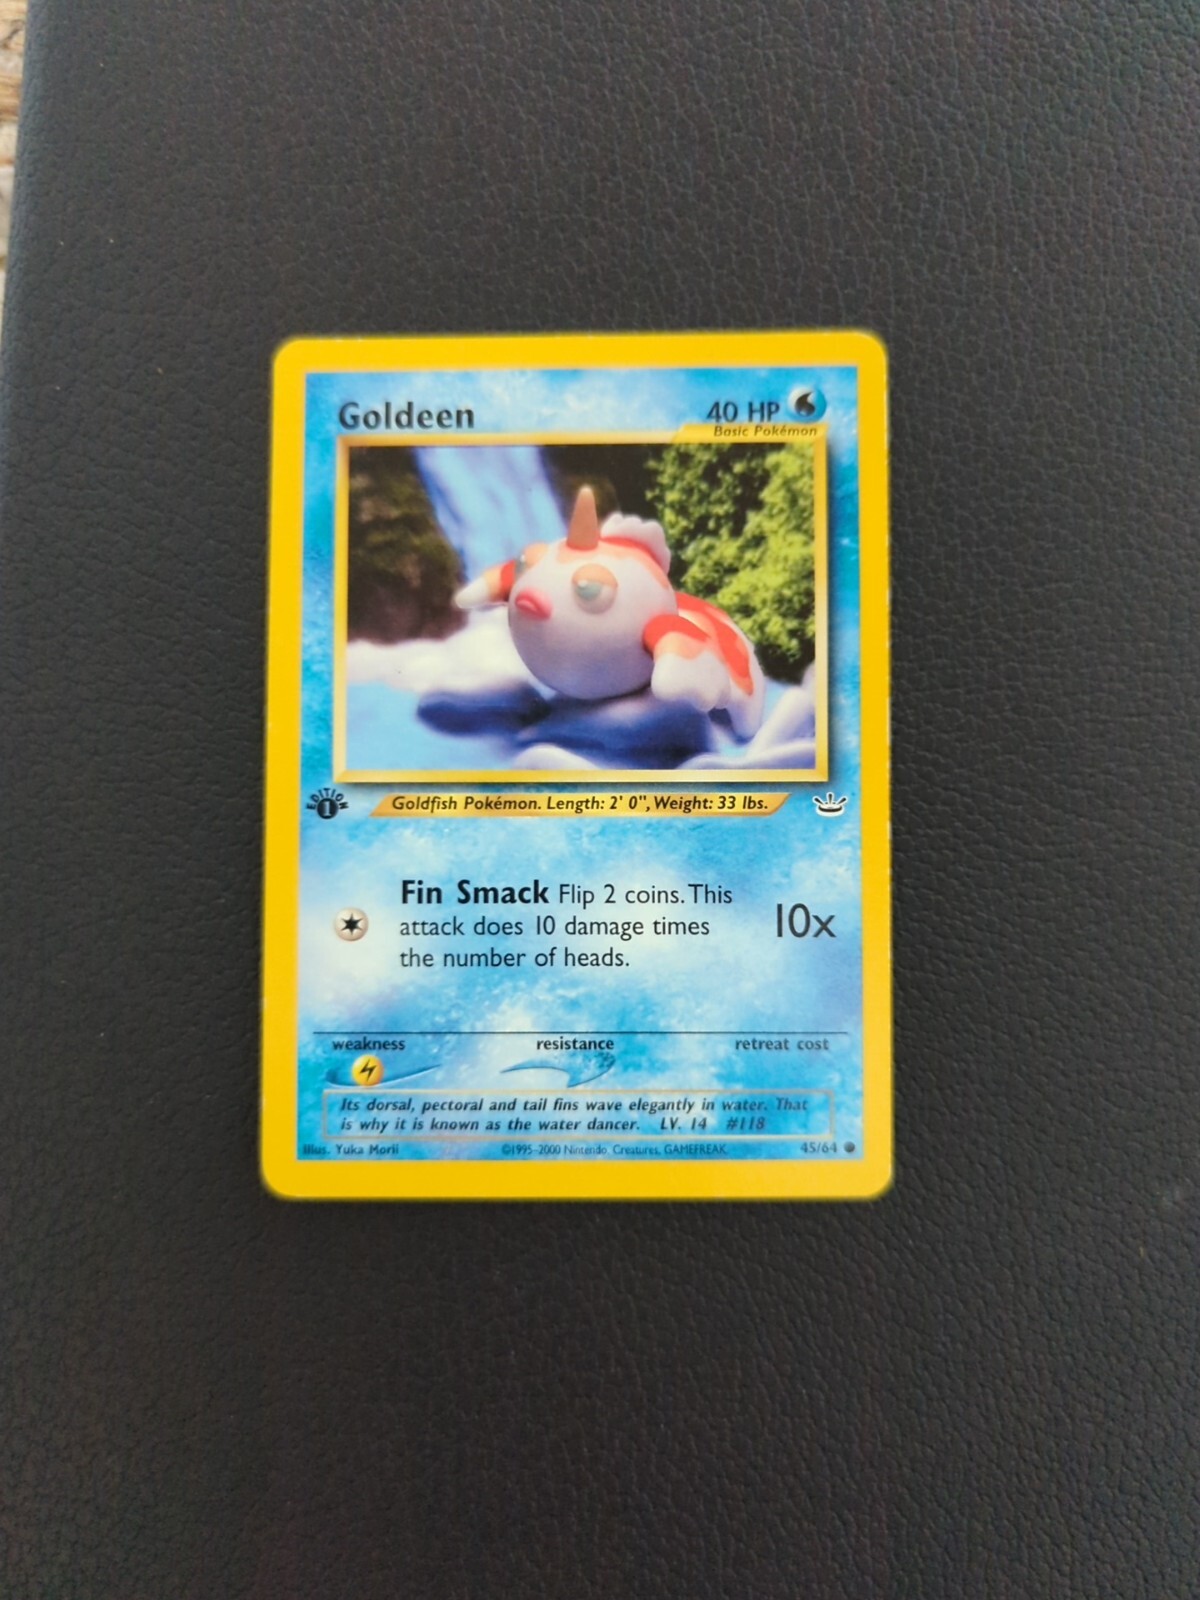 Goldeen
40 HP
Basic Pokémon
EDITION
1
Goldfish Pokémon. Length: 2' 0", Weight: 33 lbs.
Fin Smack Flip 2 coins. This
attack does 10 damage times
the number of heads.
10x
weakness resistance retreat cost
Its dorsal, pectoral and tail fins wave elegantly in water. That
is why it is known as the water dancer. LV. 14 #118
Illus. Yuka Morii ©1995-2000 Nintendo, Creatures, GAMEFREAK. 45/64